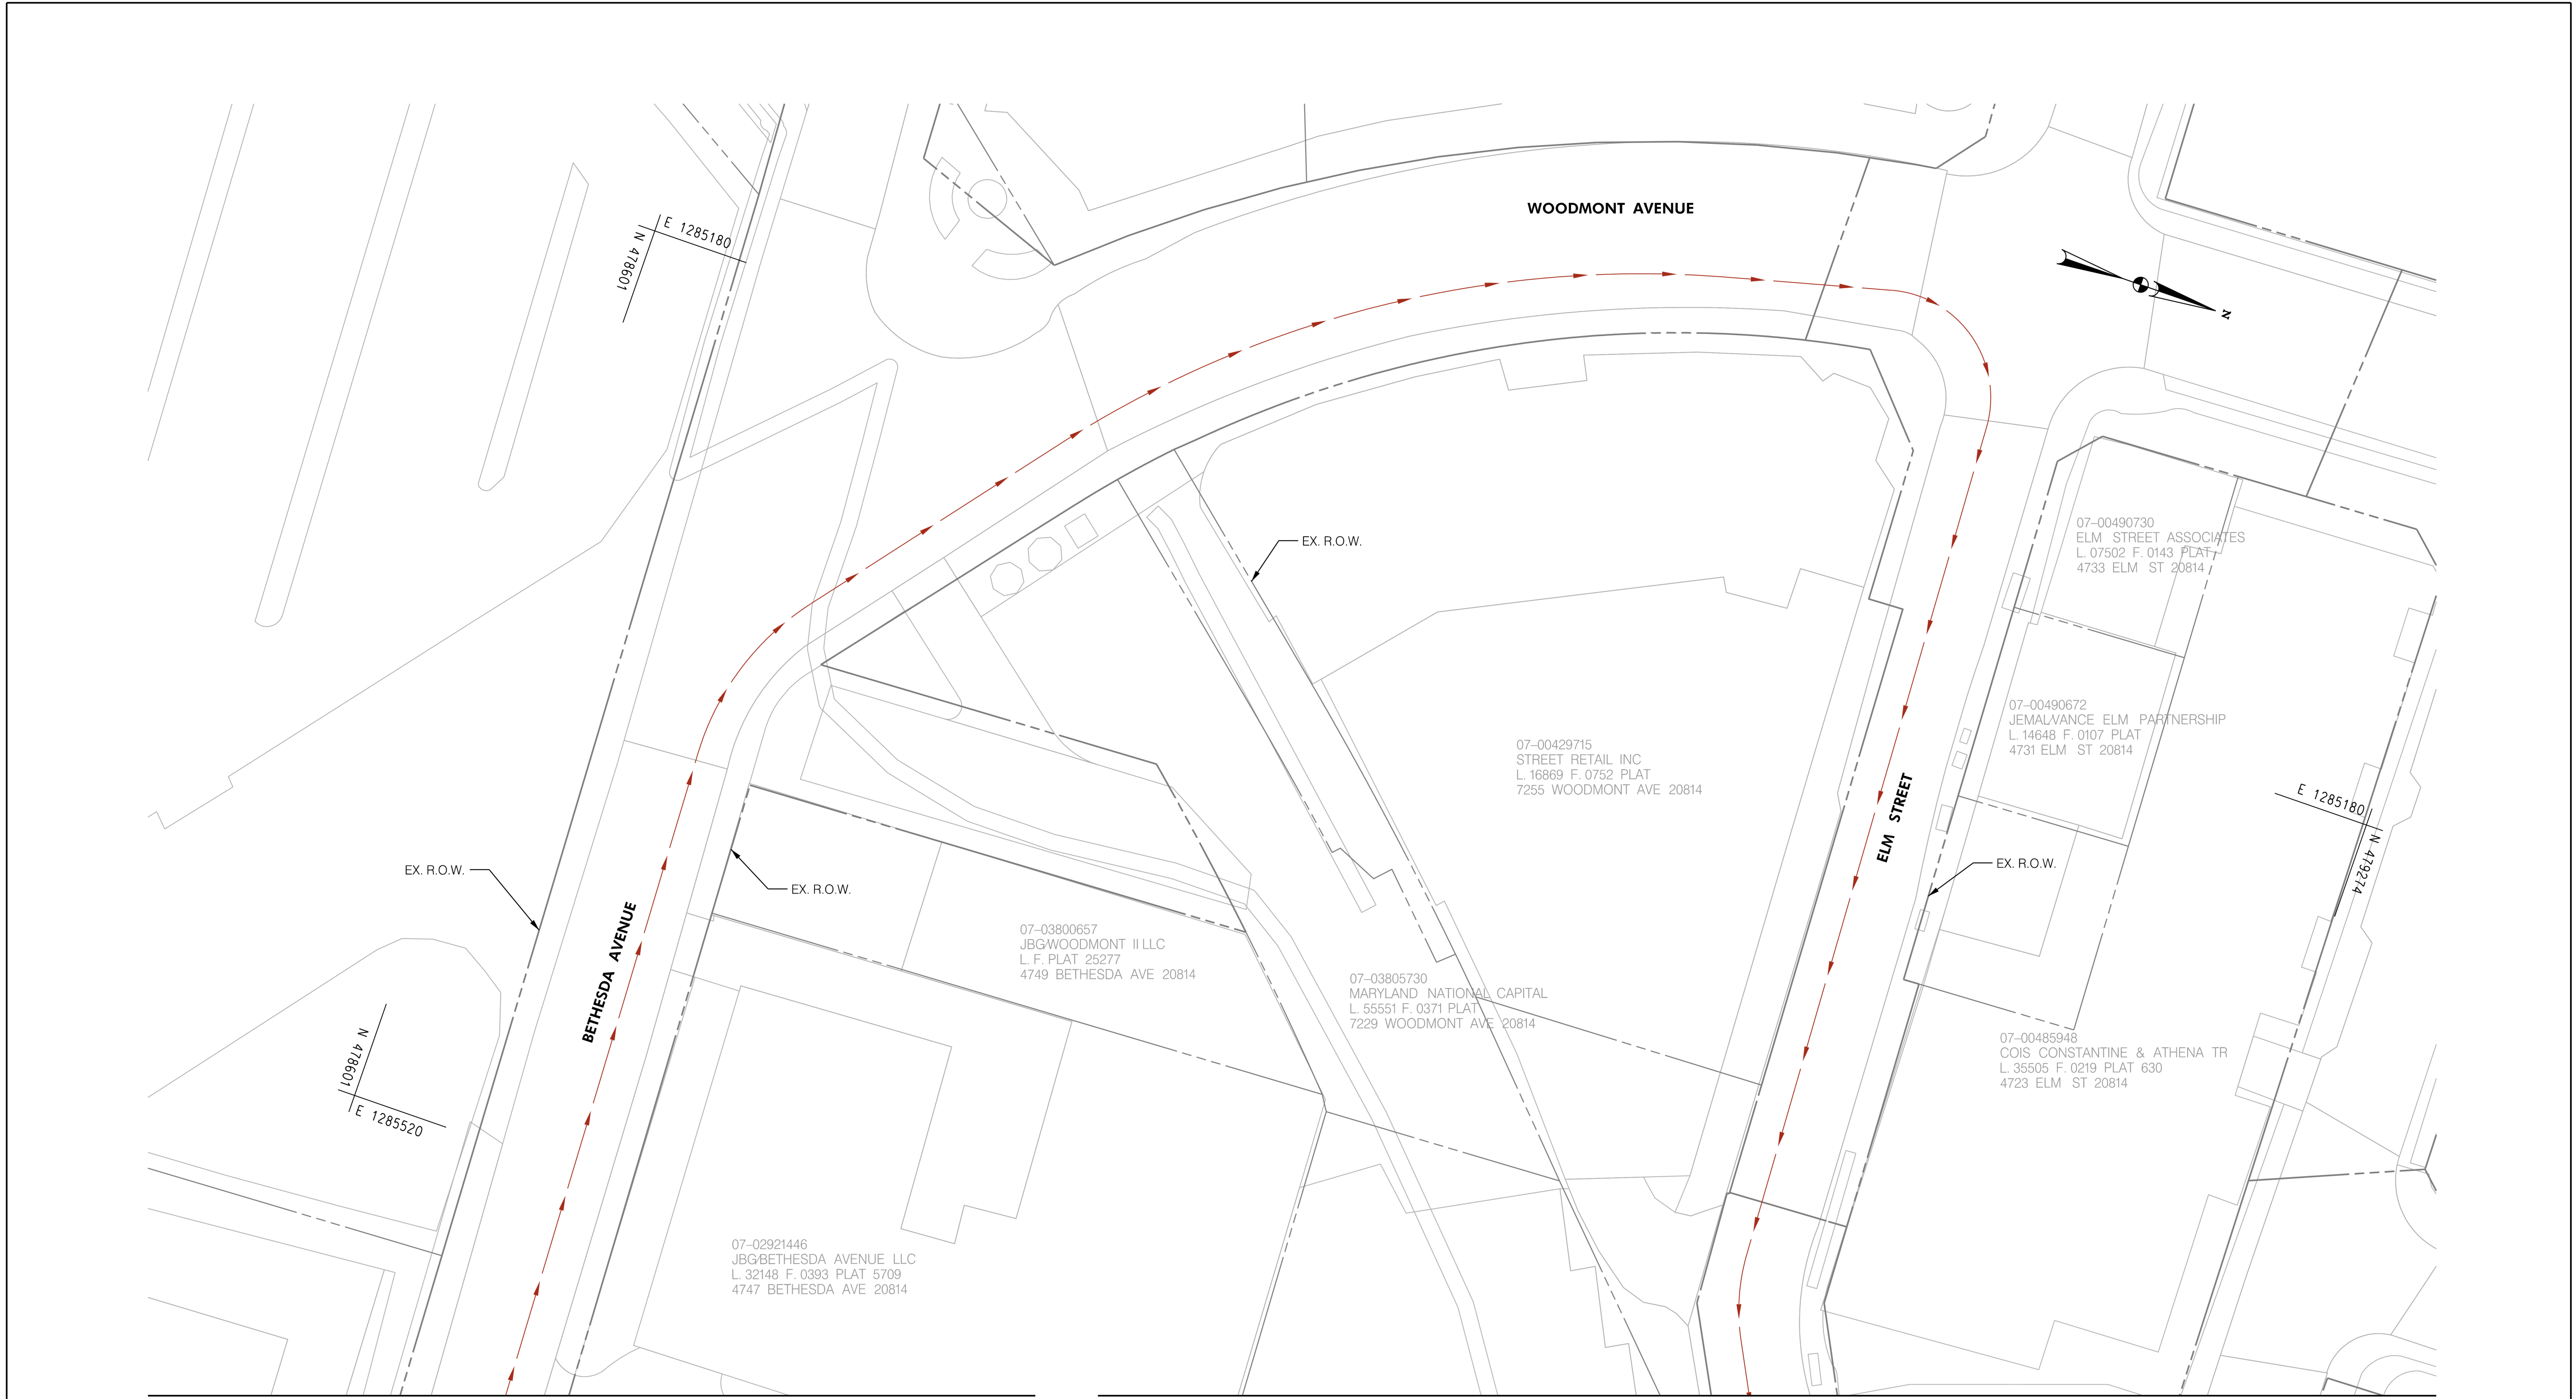 WOODMONT AVENUE
E 1285180
N 478601
N
EX. R.O.W.
07-00490730
ELM STREET ASSOCIATES
L. 07502 F. 0143 PLAT
4733 ELM ST 20814
07-00490672
JEMAL/VANCE ELM PARTNERSHIP
L. 14648 F. 0107 PLAT
4731 ELM ST 20814
07-00429715
STREET RETAIL INC
L. 16869 F. 0752 PLAT
7255 WOODMONT AVE 20814
ELM STREET
E 1285180
N 479274
EX. R.O.W.
EX. R.O.W.
EX. R.O.W.
BETHESDA AVENUE
07-03800657
JBG/WOODMONT II LLC
L. F. PLAT 25277
4749 BETHESDA AVE 20814
07-03805730
MARYLAND NATIONAL CAPITAL
L. 55551 F. 0371 PLAT
7229 WOODMONT AVE 20814
07-00485948
COIS CONSTANTINE & ATHENA TR
L. 35505 F. 0219 PLAT 630
4723 ELM ST 20814
N 478601
E 1285520
07-02921446
JBG/BETHESDA AVENUE LLC
L. 32148 F. 0393 PLAT 5709
4747 BETHESDA AVE 20814